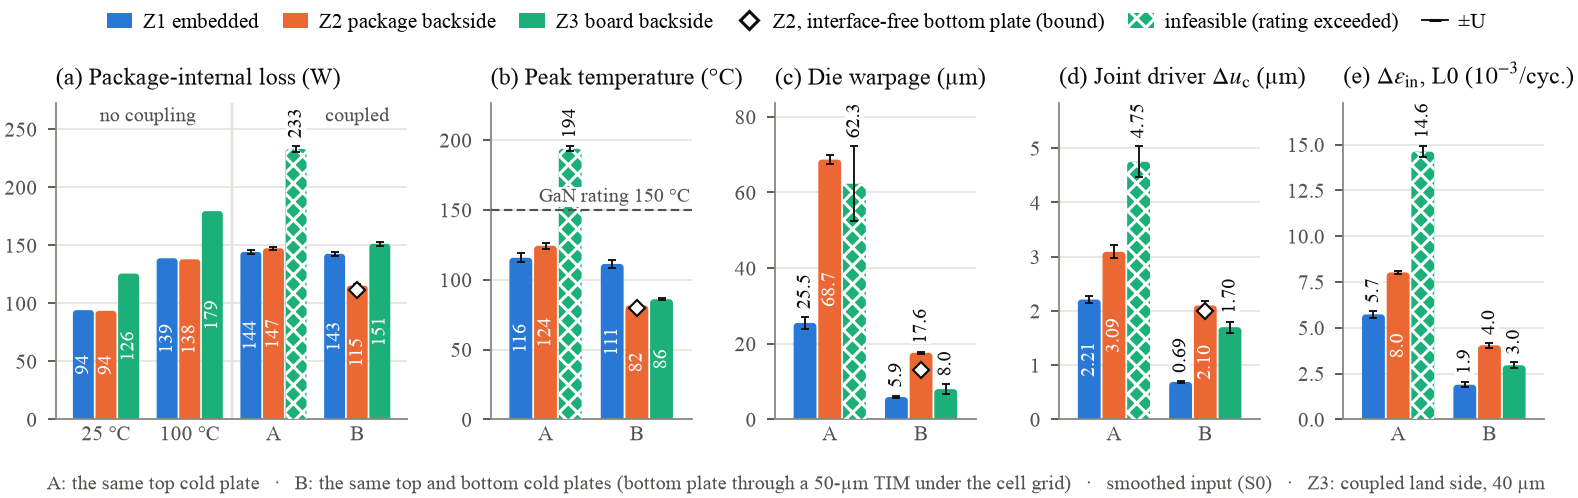 Z1 embedded
Z2 package backside
Z3 board backside
Z2, interface-free bottom plate (bound)
infeasible (rating exceeded)
±U
(a) Package-internal loss (W)
no coupling
coupled
250
200
150
100
50
0
94
94
126
139
138
179
144
147
233
143
115
151
25 °C
100 °C
A
B
(b) Peak temperature (°C)
200
150
100
50
0
GaN rating 150 °C
116
124
194
111
82
86
A
B
(c) Die warpage (µm)
80
60
40
20
0
25.5
68.7
62.3
5.9
17.6
8.0
A
B
(d) Joint driver Δu_c (µm)
5
4
3
2
1
0
2.21
3.09
4.75
0.69
2.10
1.70
A
B
(e) Δε_in, L0 (10⁻³/cyc.)
15.0
12.5
10.0
7.5
5.0
2.5
0.0
5.7
8.0
14.6
1.9
4.0
3.0
A
B
A: the same top cold plate · B: the same top and bottom cold plates (bottom plate through a 50-µm TIM under the cell grid) · smoothed input (S0) · Z3: coupled land side, 40 µm